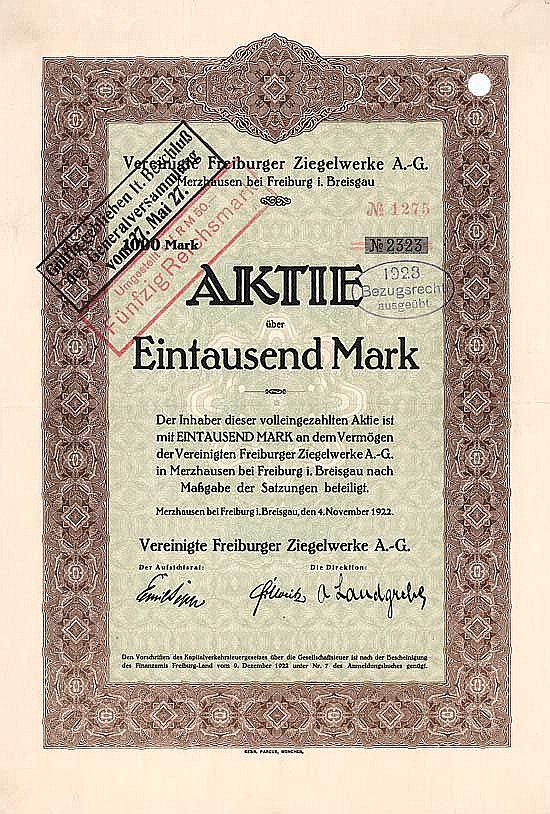 Vereinigte Freiburger Ziegelwerke A.-G.
Merzhausen bei Freiburg i. Breisgau
Gültig geblieben lt. Beschluß
der Generalversammlung
vom 27. Mai 27.
Umgestellt auf RM 50.
Fünfzig Reichsmark
№ 1275
1000 Mark
№ 2323
1923
Bezugsrecht
ausgeübt
AKTIE
über
Eintausend Mark
Der Inhaber dieser volleingezahlten Aktie ist
mit EINTAUSEND MARK an dem Vermögen
der Vereinigten Freiburger Ziegelwerke A.-G.
in Merzhausen bei Freiburg i. Breisgau nach
Maßgabe der Satzungen beteiligt.
Merzhausen bei Freiburg i. Breisgau, den 4. November 1922.
Vereinigte Freiburger Ziegelwerke A.-G.
Der Aufsichtsrat: Die Direktion:
A Landgrebe
Den Vorschriften des Kapitalverkehrsteuergesetzes über die Gesellschaftsteuer ist nach der Bescheinigung
des Finanzamts Freiburg-Land vom 9. Dezember 1922 unter Nr. 7 des Anmeldungsbuches genügt.
GEBR. PARCUS, MÜNCHEN.